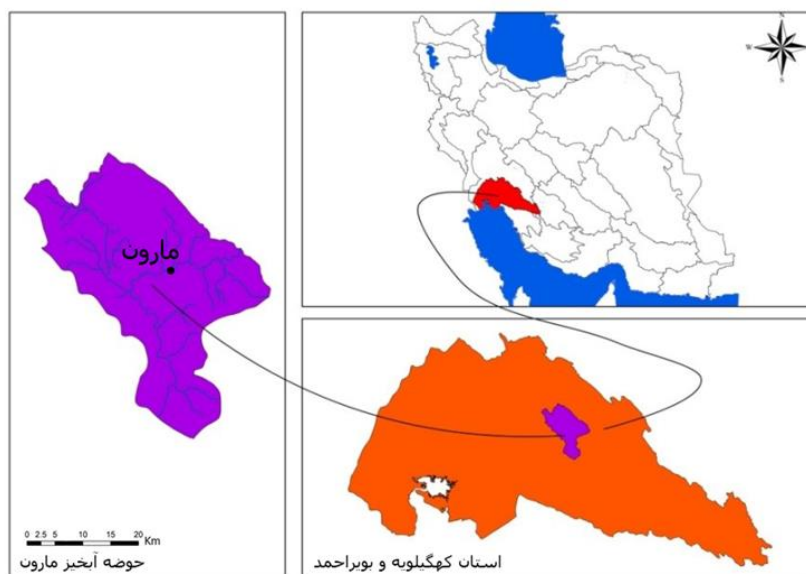 مارون
0 2.5 5 10 15 20 Km
حوضه آبخیز مارون
N
W E
S
استان کهگیلویه و بویراحمد